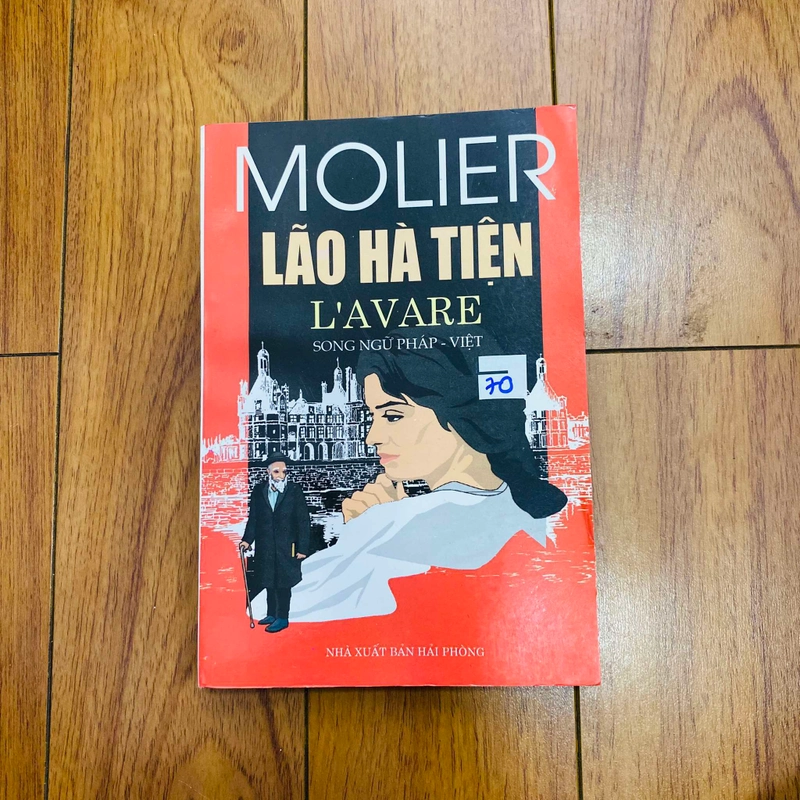 MOLIER
LÃO HÀ TIỆN
L'AVARE
SONG NGỮ PHÁP - VIỆT
70
NHÀ XUẤT BẢN HẢI PHÒNG